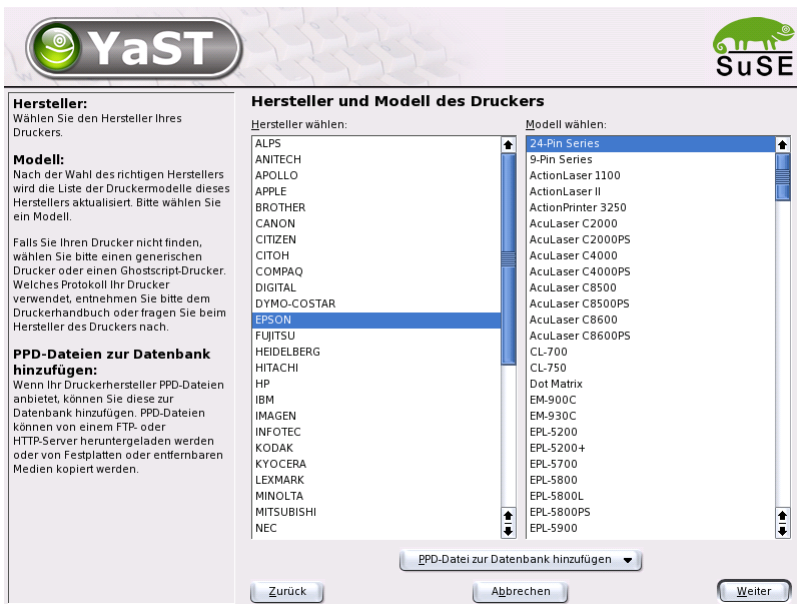 YaST
SuSE
Hersteller:
Wählen Sie den Hersteller Ihres
Druckers.
Modell:
Nach der Wahl des richtigen Herstellers
wird die Liste der Druckermodelle dieses
Herstellers aktualisiert. Bitte wählen Sie
ein Modell.
Falls Sie Ihren Drucker nicht finden,
wählen Sie bitte einen generischen
Drucker oder einen Ghostscript-Drucker.
Welches Protokoll Ihr Drucker
verwendet, entnehmen Sie bitte dem
Druckerhandbuch oder fragen Sie beim
Hersteller des Druckers nach.
PPD-Dateien zur Datenbank
hinzufügen:
Wenn Ihr Druckerhersteller PPD-Dateien
anbietet, können Sie diese zur
Datenbank hinzufügen. PPD-Dateien
können von einem FTP- oder
HTTP-Server heruntergeladen werden
oder von Festplatten oder entfernbaren
Medien kopiert werden.
Hersteller und Modell des Druckers
Hersteller wählen:
ALPS
ANITECH
APOLLO
APPLE
BROTHER
CANON
CITIZEN
CITOH
COMPAQ
DIGITAL
DYMO-COSTAR
EPSON
FUJITSU
HEIDELBERG
HITACHI
HP
IBM
IMAGEN
INFOTEC
KODAK
KYOCERA
LEXMARK
MINOLTA
MITSUBISHI
NEC
Modell wählen:
24-Pin Series
9-Pin Series
ActionLaser 1100
ActionLaser II
ActionPrinter 3250
AcuLaser C2000
AcuLaser C2000PS
AcuLaser C4000
AcuLaser C4000PS
AcuLaser C8500
AcuLaser C8500PS
AcuLaser C8600
AcuLaser C8600PS
CL-700
CL-750
Dot Matrix
EM-900C
EM-930C
EPL-5200
EPL-5200+
EPL-5700
EPL-5800
EPL-5800L
EPL-5800PS
EPL-5900
PPD-Datei zur Datenbank hinzufügen
Zurück
Abbrechen
Weiter